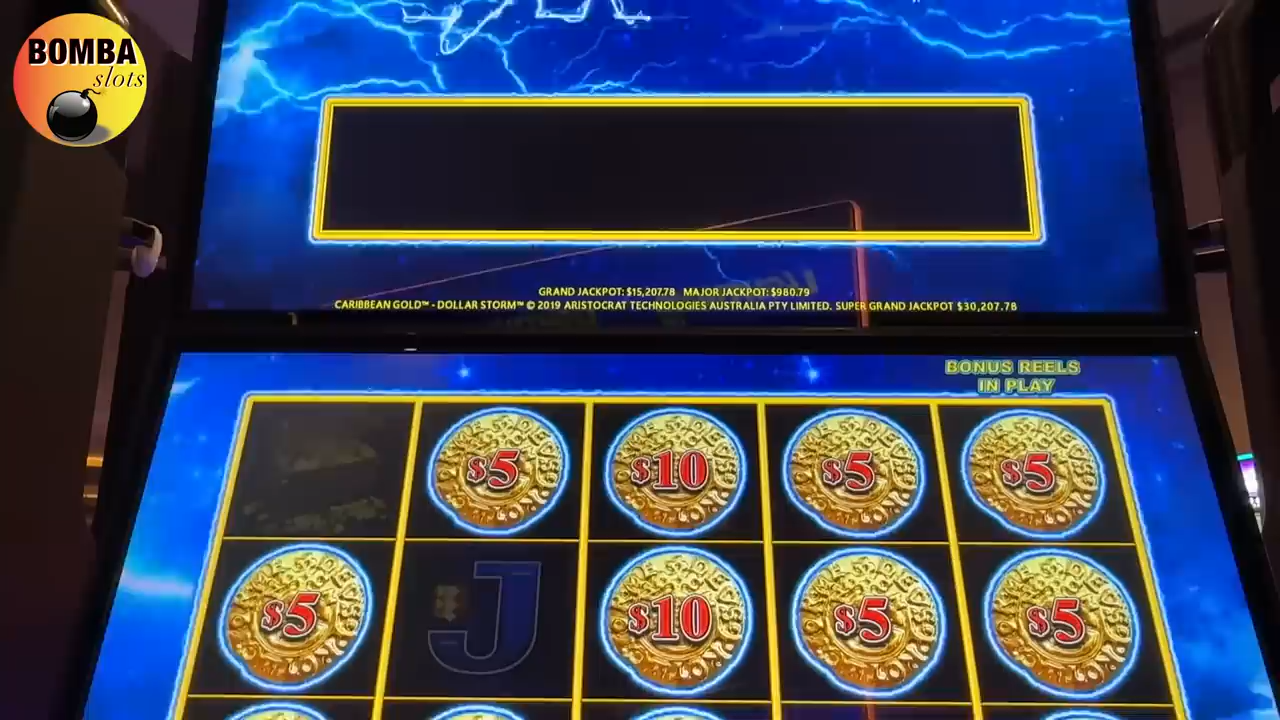 BOMBA
slots
GRAND JACKPOT: $15,207.78 MAJOR JACKPOT: $980.79
CARIBBEAN GOLD™ - DOLLAR STORM™ © 2019 ARISTOCRAT TECHNOLOGIES AUSTRALIA PTY LIMITED. SUPER GRAND JACKPOT $30,207.78
BONUS REELS
IN PLAY
$5 $10 $5 $5
$5 J $10 $5 $5